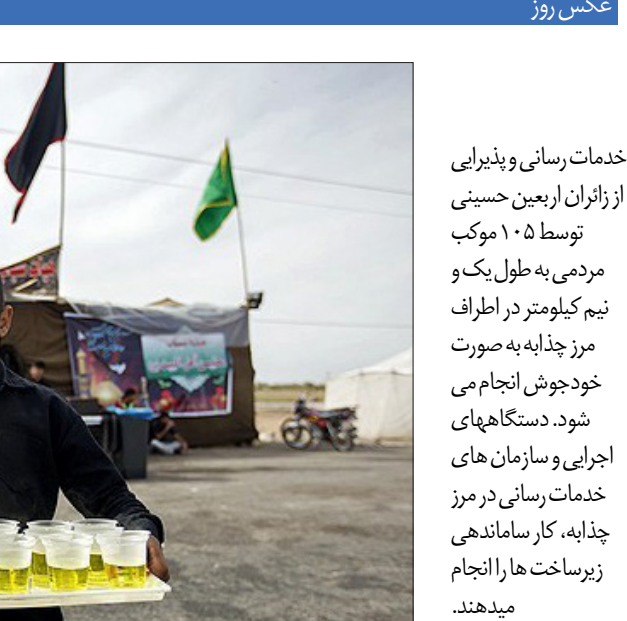 عکس روز
خدمات رسانی و پذیرایی
از زائران اربعین حسینی
توسط ۱۰۵ موکب
مردمی به طول یک و
نیم کیلومتر در اطراف
مرز چذابه به صورت
خودجوش انجام می
شود. دستگاههای
اجرایی و سازمان های
خدمات رسانی در مرز
چذابه، کار ساماندهی
زیرساخت ها را انجام
میدهند.